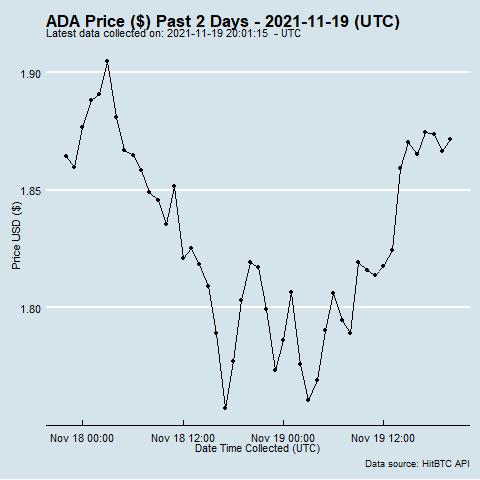 ADA Price ($) Past 2 Days - 2021-11-19 (UTC)
Latest data collected on: 2021-11-19 20:01:15 - UTC
1.90
1.85
1.80
Price USD ($)
Nov 18 00:00 Nov 18 12:00 Nov 19 00:00 Nov 19 12:00
Date Time Collected (UTC)
Data source: HitBTC API